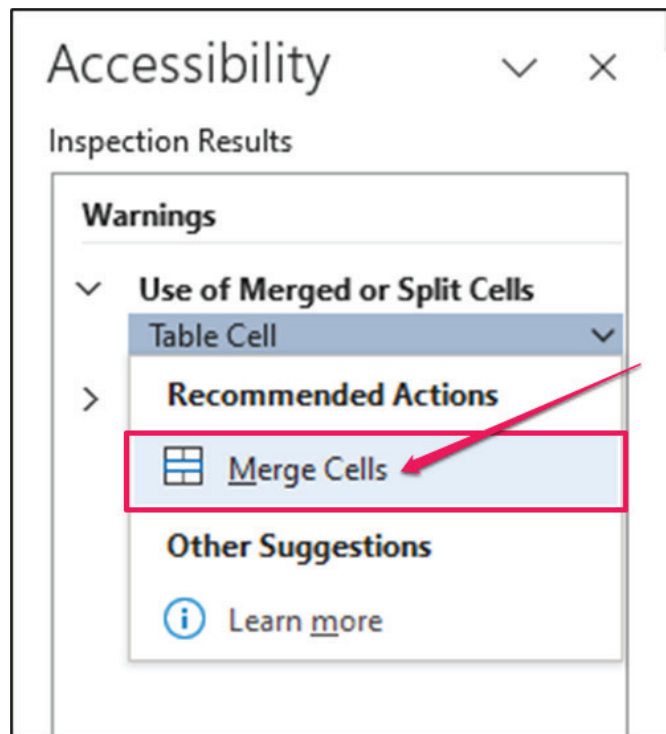 Accessibility
Inspection Results
Warnings
Use of Merged or Split Cells
Table Cell
Recommended Actions
Merge Cells
Other Suggestions
Learn more